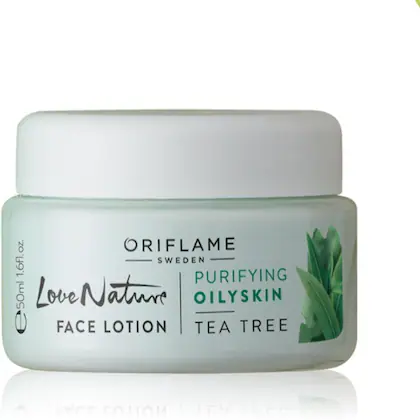 ORIFLAME
SWEDEN
Love Nature
FACE LOTION
PURIFYING
OILYSKIN
TEA TREE
℮50ml 1.6fl. oz.